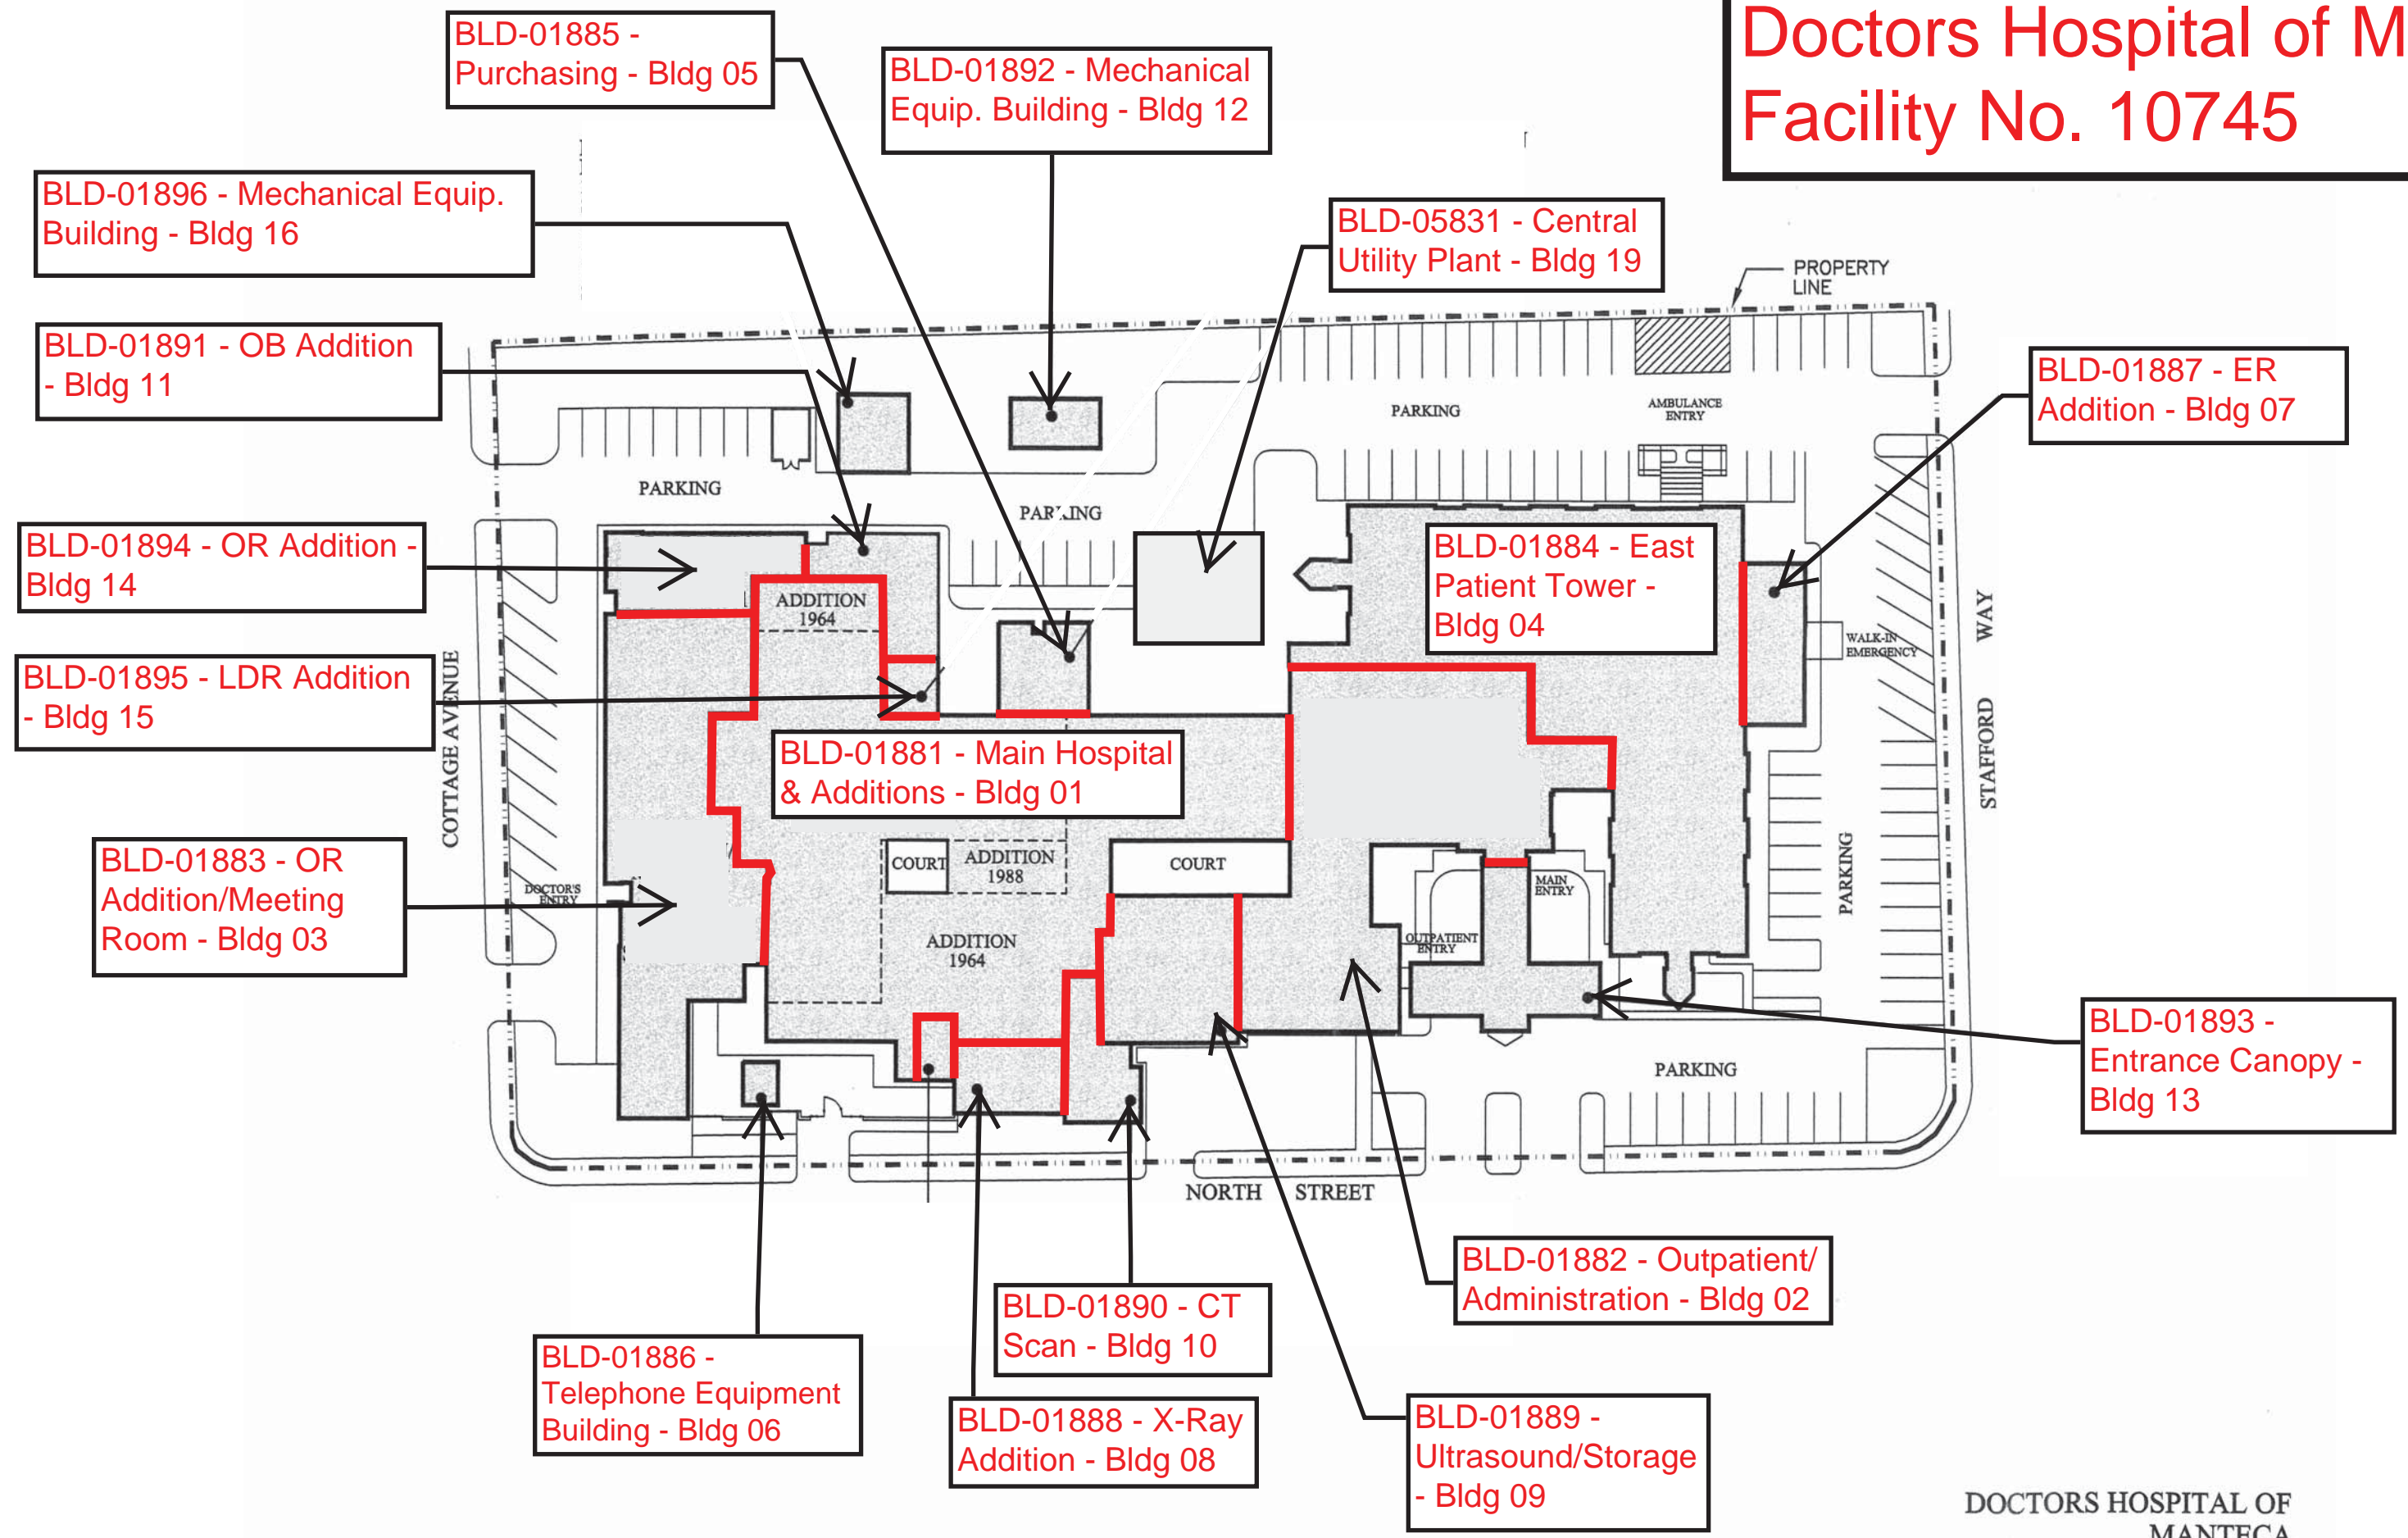 Doctors Hospital of M
Facility No. 10745
BLD-01885 -
Purchasing - Bldg 05
BLD-01892 - Mechanical
Equip. Building - Bldg 12
BLD-01896 - Mechanical Equip.
Building - Bldg 16
BLD-05831 - Central
Utility Plant - Bldg 19
PROPERTY
LINE
BLD-01891 - OB Addition
- Bldg 11
BLD-01887 - ER
Addition - Bldg 07
PARKING
AMBULANCE
ENTRY
PARKING
PARKING
BLD-01894 - OR Addition -
Bldg 14
BLD-01884 - East
Patient Tower -
Bldg 04
ADDITION
1964
WALK-IN
EMERGENCY
STAFFORD WAY
BLD-01895 - LDR Addition
- Bldg 15
COTTAGE AVENUE
BLD-01881 - Main Hospital
& Additions - Bldg 01
BLD-01883 - OR
Addition/Meeting
Room - Bldg 03
DOCTOR'S
ENTRY
COURT
ADDITION
1988
COURT
MAIN
ENTRY
PARKING
ADDITION
1964
OUTPATIENT
ENTRY
BLD-01893 -
Entrance Canopy -
Bldg 13
PARKING
NORTH STREET
BLD-01882 - Outpatient/
Administration - Bldg 02
BLD-01890 - CT
Scan - Bldg 10
BLD-01886 -
Telephone Equipment
Building - Bldg 06
BLD-01888 - X-Ray
Addition - Bldg 08
BLD-01889 -
Ultrasound/Storage
- Bldg 09
DOCTORS HOSPITAL OF
MANTECA